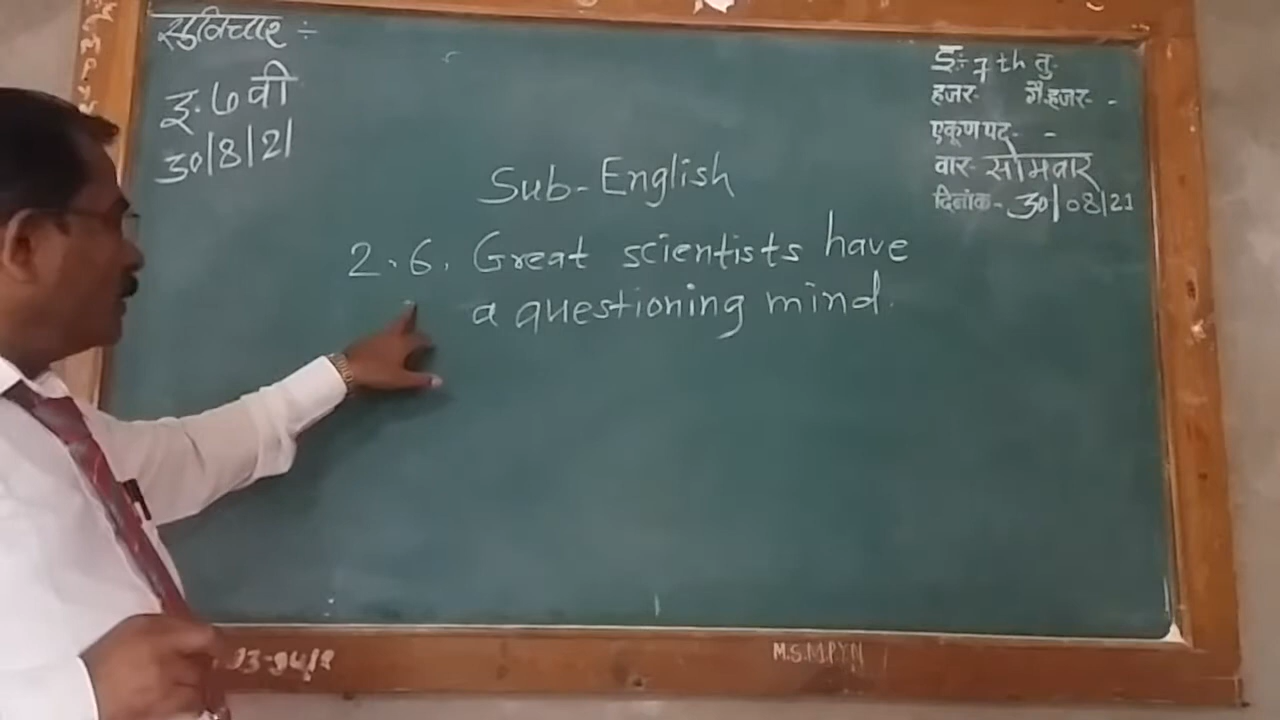 सुविचार ÷
इ. ७ वी
30/8/21
इ ÷ 7 th तु-
हजर- गैरहजर- -
एकूण पट- -
वार- सोमवार
दिनांक - 30/08/21
Sub-English
2.6. Great scientists have
a questioning mind.
M.S.M.P.Y.N